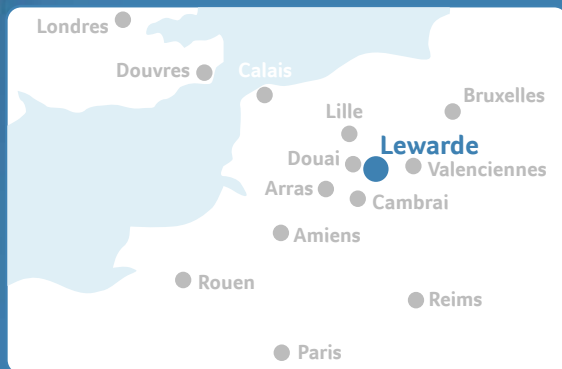 Londres
Douvres
Calais
Bruxelles
Lille
Lewarde
Douai
Valenciennes
Arras
Cambrai
Amiens
Rouen
Reims
Paris